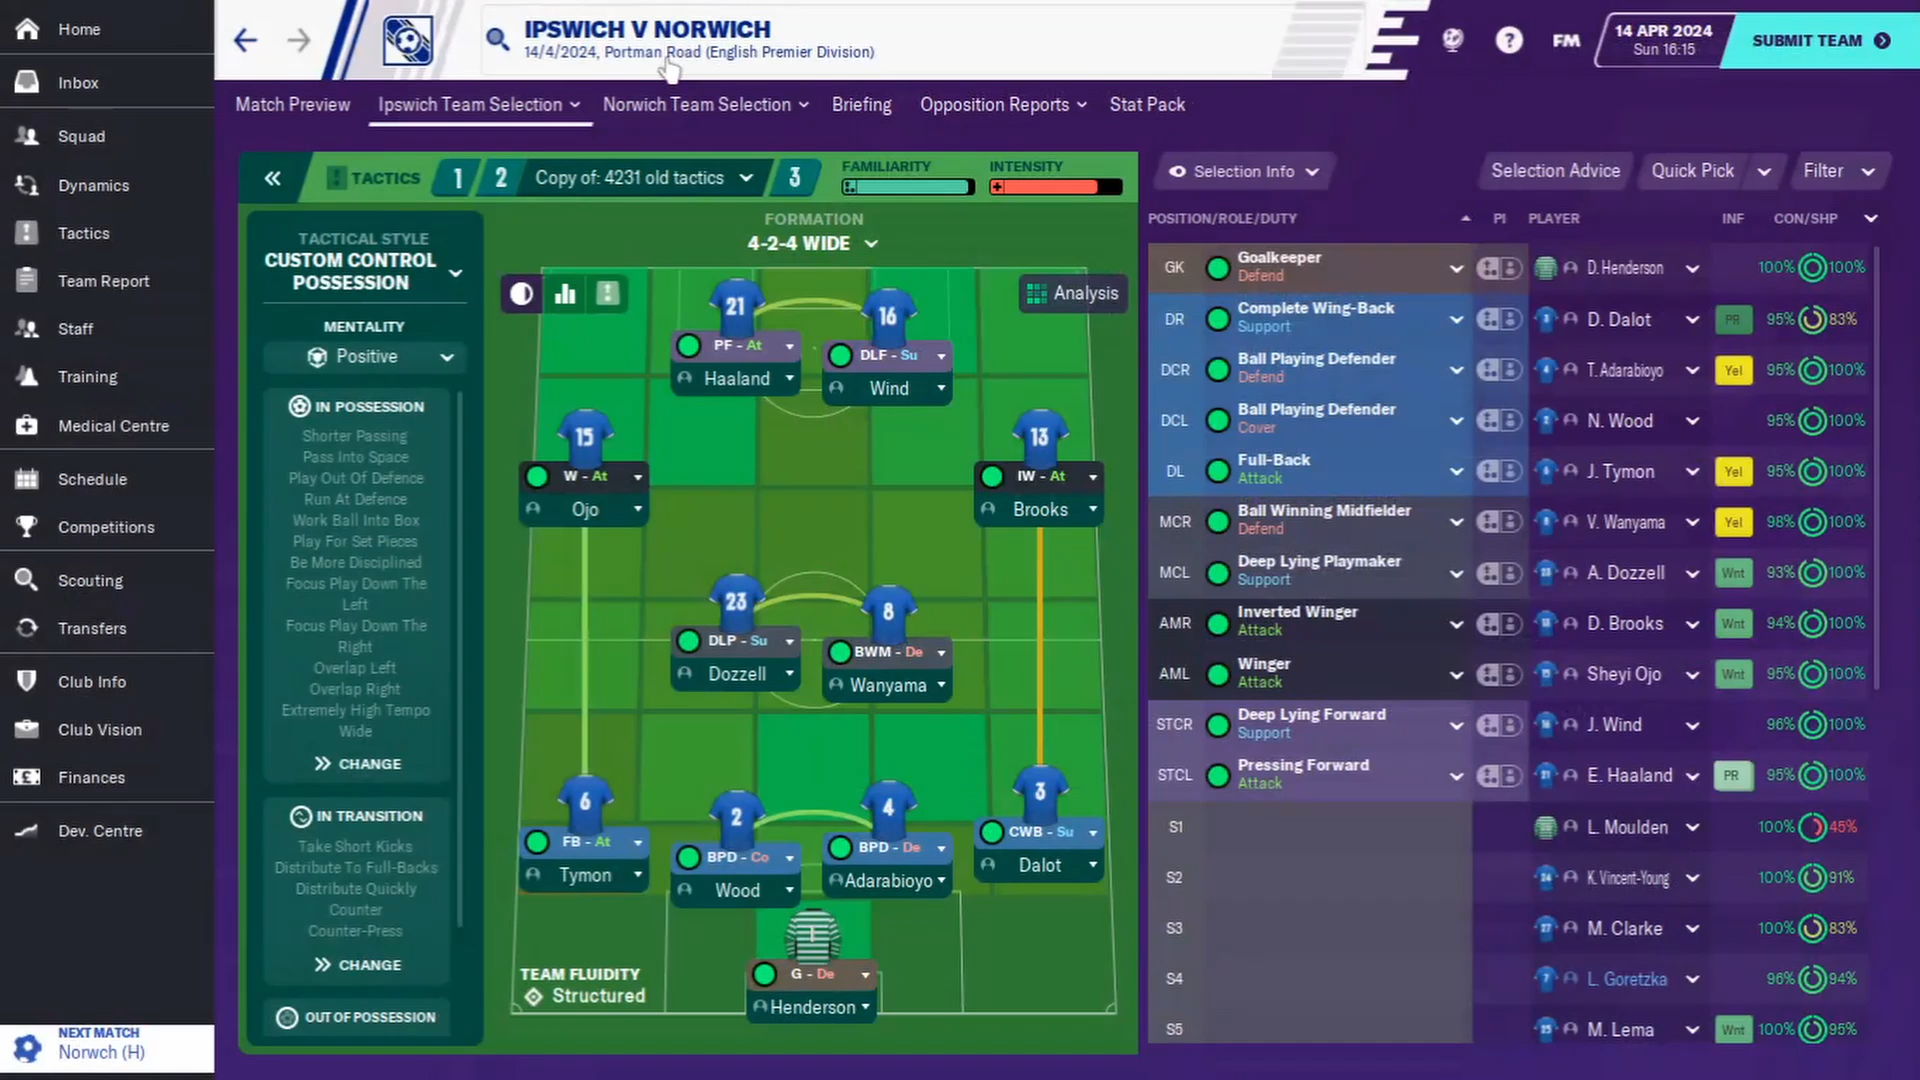 Home
Inbox
Squad
Dynamics
Tactics
Team Report
Staff
Training
Medical Centre
Schedule
Competitions
Scouting
Transfers
Club Info
Club Vision
Finances
Dev. Centre
NEXT MATCH
Norwch (H)
IPSWICH V NORWICH
14/4/2024, Portman Road (English Premier Division)
? FM
14 APR 2024
Sun 16:15
SUBMIT TEAM
Match Preview Ipswich Team Selection Norwich Team Selection Briefing Opposition Reports Stat Pack
TACTICS 1 2 Copy of: 4231 old tactics 3
FAMILIARITY
INTENSITY
TACTICAL STYLE
CUSTOM CONTROL
POSSESSION
MENTALITY
Positive
IN POSSESSION
Shorter Passing
Pass Into Space
Play Out Of Defence
Run At Defence
Work Ball Into Box
Play For Set Pieces
Be More Disciplined
Focus Play Down The
Left
Focus Play Down The
Right
Overlap Left
Overlap Right
Extremely High Tempo
Wide
CHANGE
IN TRANSITION
Take Short Kicks
Distribute To Full-Backs
Distribute Quickly
Counter
Counter-Press
CHANGE
OUT OF POSSESSION
FORMATION
4-2-4 WIDE
Analysis
21
PF - At
Haaland
16
DLF - Su
Wind
15
W - At
Ojo
13
IW - At
Brooks
23
DLP - Su
Dozzell
8
BWM - De
Wanyama
6
FB - At
Tymon
2
BPD - Co
Wood
4
BPD - De
Adarabioyo
3
CWB - Su
Dalot
1
G - De
Henderson
TEAM FLUIDITY
Structured
Selection Info Selection Advice Quick Pick Filter
POSITION/ROLE/DUTY PI PLAYER INF CON/SHP
GK Goalkeeper D. Henderson 100% 100%
Defend
DR Complete Wing-Back D. Dalot PR 95% 83%
Support
DCR Ball Playing Defender T. Adarabioyo Yel 95% 100%
Defend
DCL Ball Playing Defender N. Wood 95% 100%
Cover
DL Full-Back J. Tymon Yel 95% 100%
Attack
MCR Ball Winning Midfielder V. Wanyama Yel 98% 100%
Defend
MCL Deep Lying Playmaker A. Dozzell Wnt 93% 100%
Support
AMR Inverted Winger D. Brooks Wnt 94% 100%
Attack
AML Winger Sheyi Ojo Wnt 95% 100%
Attack
STCR Deep Lying Forward J. Wind 96% 100%
Support
STCL Pressing Forward E. Haaland PR 95% 100%
Attack
S1 L. Moulden 100% 45%
S2 K. Vincent-Young 100% 91%
S3 M. Clarke 100% 83%
S4 L. Goretzka 96% 94%
S5 M. Lema Wnt 100% 95%